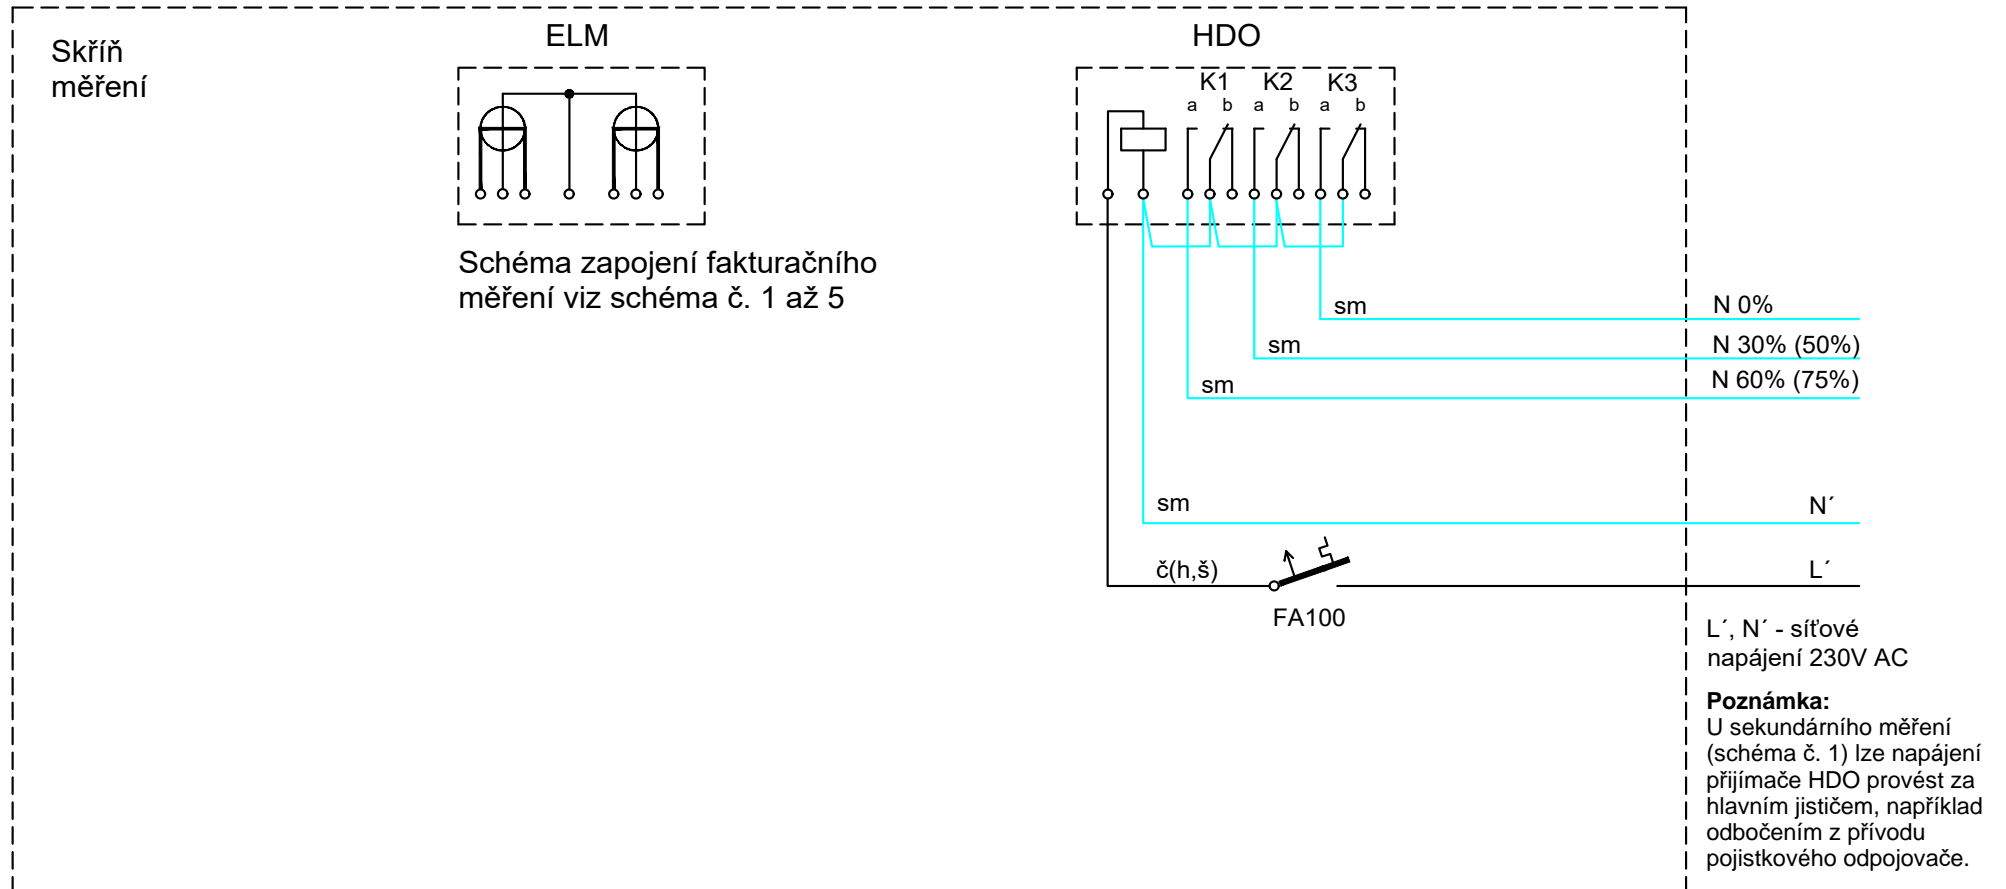 Skříň
měření
ELM
HDO
K1 K2 K3
a b a b a b
Schéma zapojení fakturačního
měření viz schéma č. 1 až 5
sm
N 0%
sm
N 30% (50%)
sm
N 60% (75%)
sm
N´
č(h,š)
L´
FA100
L´, N´ - síťové
napájení 230V AC
Poznámka:
U sekundárního měření
(schéma č. 1) lze napájení
přijímače HDO provést za
hlavním jističem, například
odbočením z přívodu
pojistkového odpojovače.